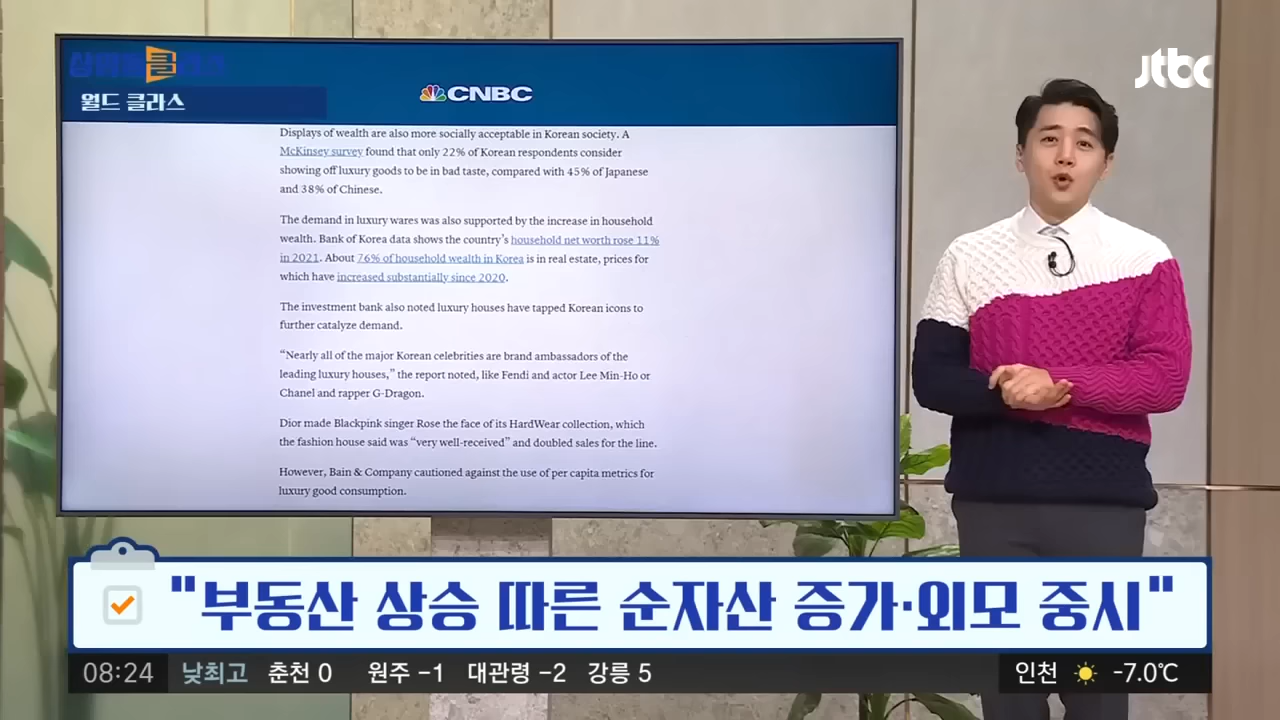 상암동 클라스
월드 클라스
CNBC
jtbc
Displays of wealth are also more socially acceptable in Korean society. A
McKinsey survey found that only 22% of Korean respondents consider
showing off luxury goods to be in bad taste, compared with 45% of Japanese
and 38% of Chinese.
The demand in luxury wares was also supported by the increase in household
wealth. Bank of Korea data shows the country's household net worth rose 11%
in 2021. About 76% of household wealth in Korea is in real estate, prices for
which have increased substantially since 2020.
The investment bank also noted luxury houses have tapped Korean icons to
further catalyze demand.
“Nearly all of the major Korean celebrities are brand ambassadors of the
leading luxury houses,” the report noted, like Fendi and actor Lee Min-Ho or
Chanel and rapper G-Dragon.
Dior made Blackpink singer Rose the face of its HardWear collection, which
the fashion house said was “very well-received” and doubled sales for the line.
However, Bain & Company cautioned against the use of per capita metrics for
luxury good consumption.
"부동산 상승 따른 순자산 증가·외모 중시"
08:24 낮최고 춘천 0 원주 -1 대관령 -2 강릉 5
인천 -7.0℃